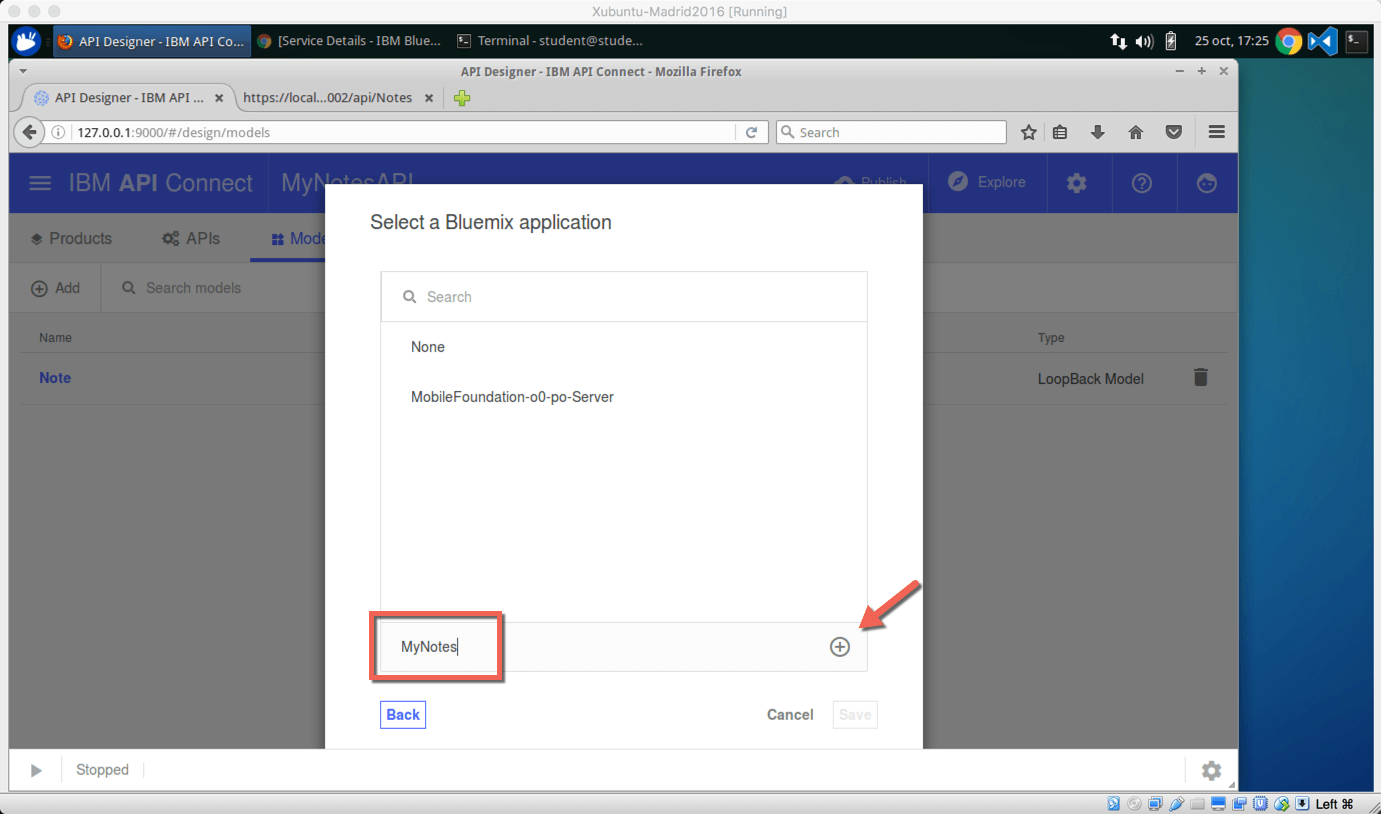 Xubuntu-Madrid2016 [Running]
API Designer - IBM API Co... [Service Details - IBM Blue... Terminal - student@stude... 25 oct, 17:25
API Designer - IBM API Connect - Mozilla Firefox
API Designer - IBM API ... https://local...002/api/Notes
127.0.0.1:9000/#/design/models Search
IBM API Connect MyNotesAPI Publish Explore
Select a Bluemix application
Products APIs Mode
Add Search models
Search
Name Type
None
Note LoopBack Model
MobileFoundation-o0-po-Server
MyNotes
Back Cancel Save
Stopped
Left ⌘